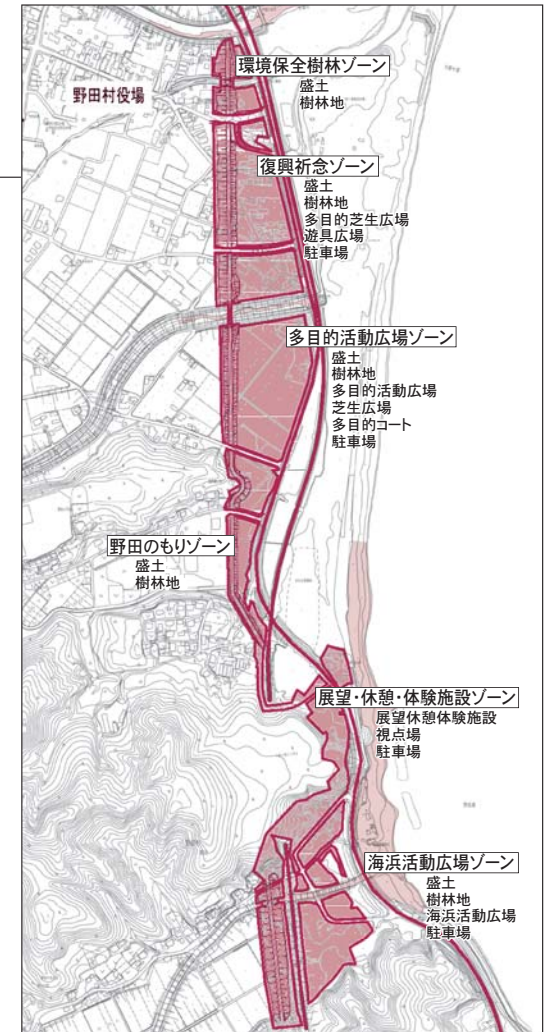 環境保全樹林ゾーン
盛土
樹林地
野田村役場
復興祈念ゾーン
盛土
樹林地
多目的芝生広場
遊具広場
駐車場
多目的活動広場ゾーン
盛土
樹林地
多目的活動広場
芝生広場
多目的コート
駐車場
野田のもりゾーン
盛土
樹林地
展望・休憩・体験施設ゾーン
展望休憩体験施設
視点場
駐車場
海浜活動広場ゾーン
盛土
樹林地
海浜活動広場
駐車場